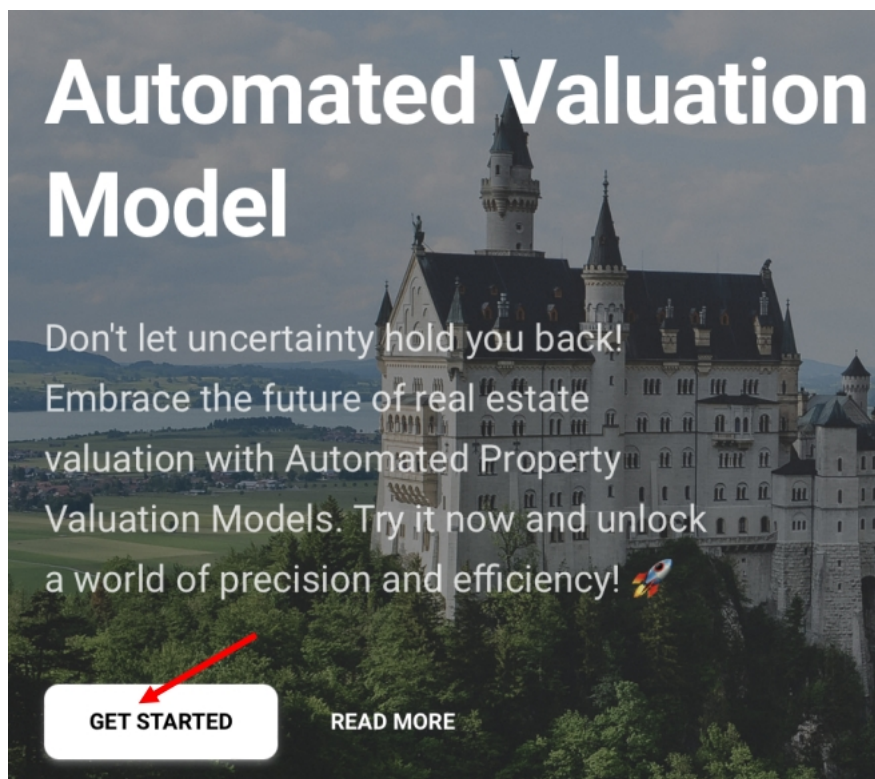 Automated Valuation
Model
Don't let uncertainty hold you back!
Embrace the future of real estate
valuation with Automated Property
Valuation Models. Try it now and unlock
a world of precision and efficiency! 🚀
GET STARTED
READ MORE